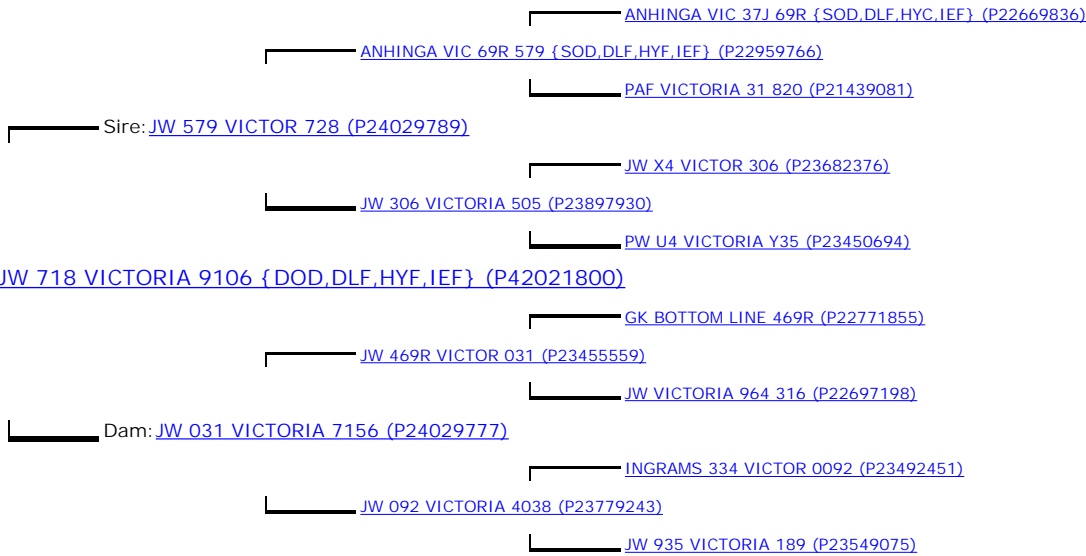 ANHINGA VIC 37J 69R {SOD,DLF,HYC,IEF} (P22669836)
ANHINGA VIC 69R 579 {SOD,DLF,HYF,IEF} (P22959766)
PAF VICTORIA 31 820 (P21439081)
Sire: JW 579 VICTOR 728 (P24029789)
JW X4 VICTOR 306 (P23682376)
JW 306 VICTORIA 505 (P23897930)
PW U4 VICTORIA Y35 (P23450694)
JW 718 VICTORIA 9106 {DOD,DLF,HYF,IEF} (P42021800)
GK BOTTOM LINE 469R (P22771855)
JW 469R VICTOR 031 (P23455559)
JW VICTORIA 964 316 (P22697198)
Dam: JW 031 VICTORIA 7156 (P24029777)
INGRAMS 334 VICTOR 0092 (P23492451)
JW 092 VICTORIA 4038 (P23779243)
JW 935 VICTORIA 189 (P23549075)